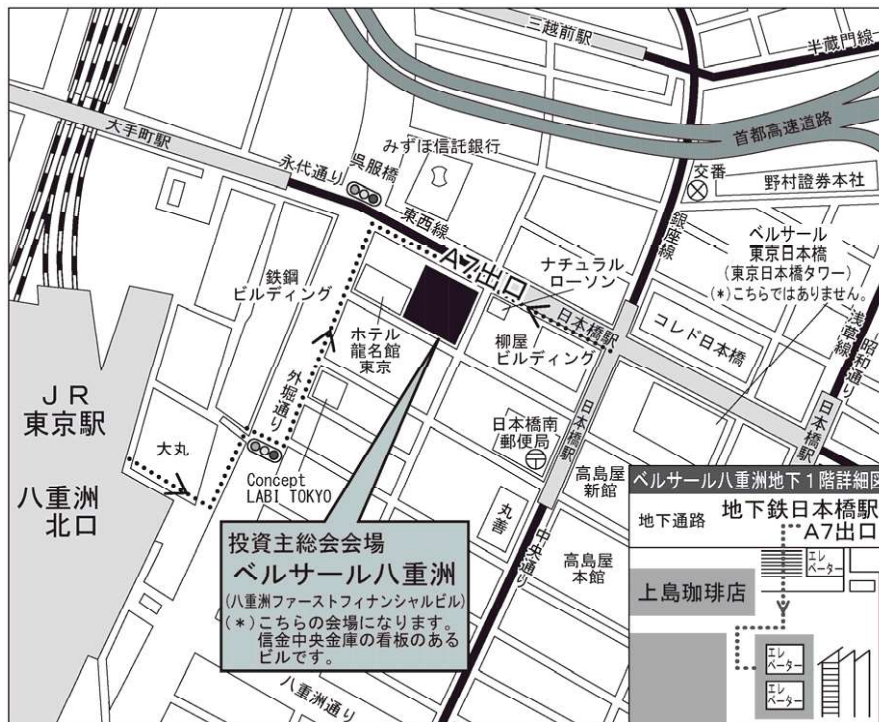 三越前駅
半蔵門線
大手町駅
首都高速道路
みずほ信託銀行
永代通り
呉服橋
交番
野村證券本社
東西線
銀座線
A7出口
ナチュラル
ローソン
ベルサール
東京日本橋
(東京日本橋タワー)
(*)こちらではありません。
鉄鋼
ビルディング
日本橋駅
コレド日本橋
浅草線
昭和通り
ホテル
龍名館
東京
柳屋
ビルディング
外堀通り
JR
東京駅
八重洲
北口
大丸
日本橋駅
日本橋駅
日本橋南
郵便局
Concept
LABI TOKYO
高島屋
新館
丸善
中央通り
高島屋
本館
八重洲通り
投資主総会会場
ベルサール八重洲
(八重洲ファーストフィナンシャルビル)
(*)こちらの会場になります。
信金中央金庫の看板のある
ビルです。
ベルサール八重洲地下1階詳細図
地下通路
地下鉄日本橋駅
A7出口
エレ
ベーター
上島珈琲店
エレ
ベーター
エレ
ベーター